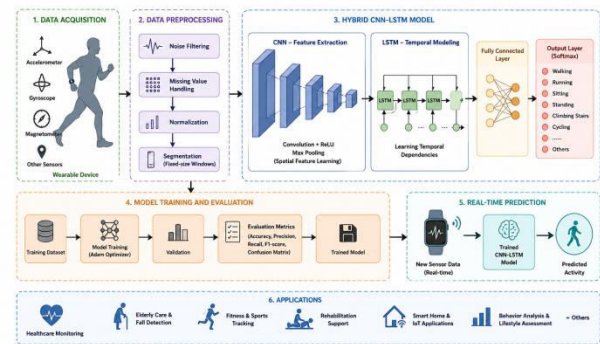 1. DATA ACQUISITION
Accelerometer
Gyroscope
Magnetometer
Other Sensors
Wearable Device
2. DATA PREPROCESSING
Noise Filtering
Missing Value
Handling
Normalization
Segmentation
(Fixed-size Windows)
3. HYBRID CNN-LSTM MODEL
CNN – Feature Extraction
Convolution + ReLU
Max Pooling
(Spatial Feature Learning)
LSTM – Temporal Modeling
LSTM
LSTM
LSTM
Learning Temporal
Dependencies
Fully Connected
Layer
Output Layer
(Softmax)
Walking
Running
Sitting
Standing
Climbing Stairs
Cycling
......
Others
4. MODEL TRAINING AND EVALUATION
Training Dataset
Model Training
(Adam Optimizer)
Validation
Evaluation Metrics
(Accuracy, Precision,
Recall, F1-score,
Confusion Matrix)
Trained Model
5. REAL-TIME PREDICTION
New Sensor Data
(Real-time)
Trained
CNN-LSTM
Model
Predicted
Activity
6. APPLICATIONS
Healthcare Monitoring
Elderly Care &
Fall Detection
Fitness & Sports
Tracking
Rehabilitation
Support
Smart Home &
IoT Applications
Behavior Analysis &
Lifestyle Assessment
Others